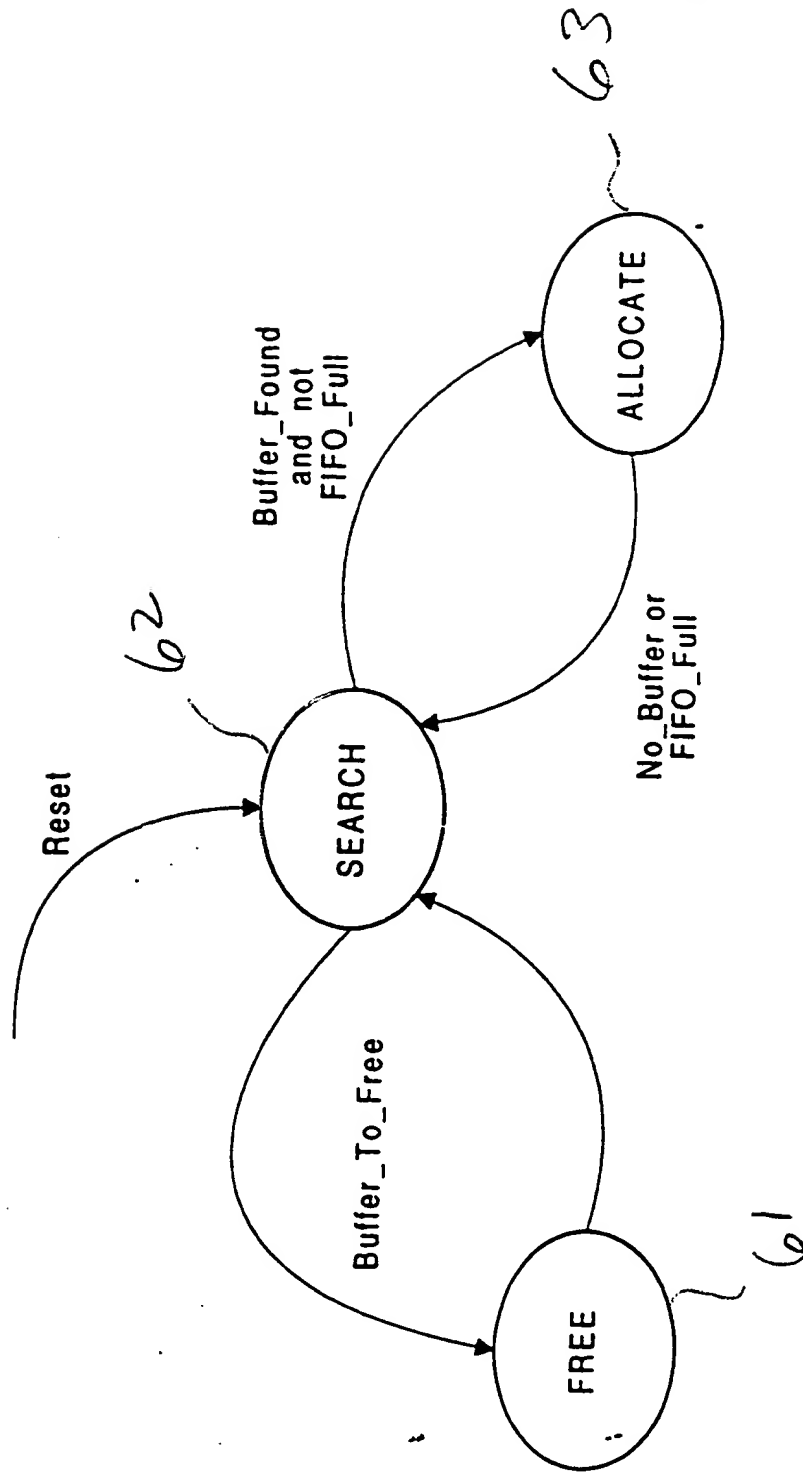 Reset
62
SEARCH
Buffer_Found
and not
FIFO_Full
63
ALLOCATE
No_Buffer or
FIFO_Full
Buffer_To_Free
FREE
61